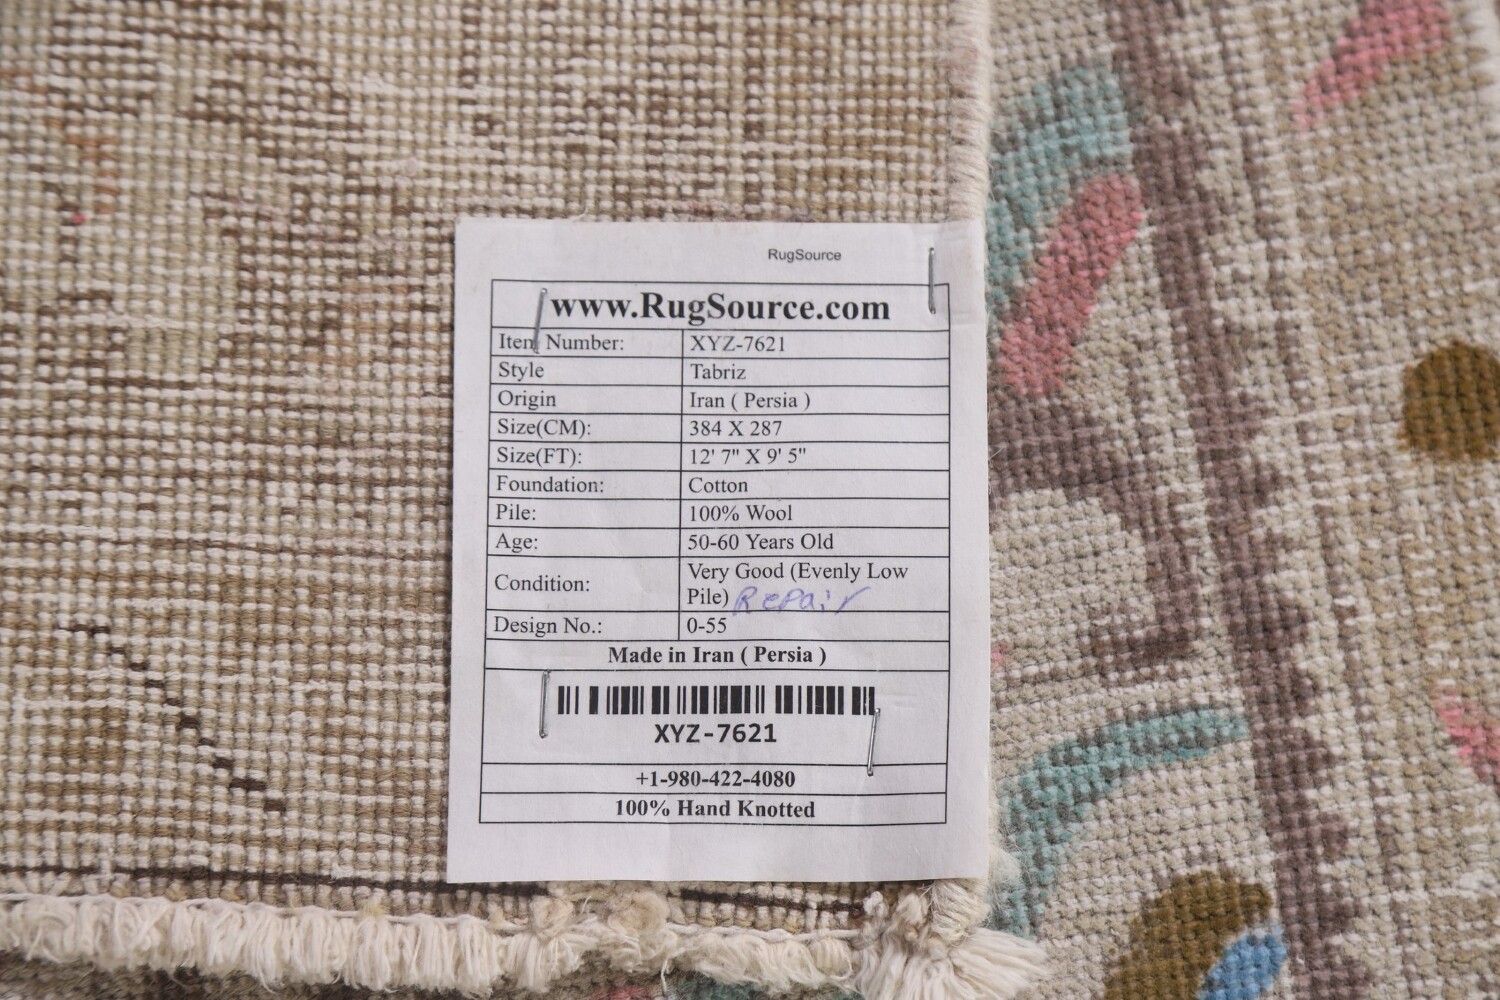 RugSource
www.RugSource.com
Item Number: XYZ-7621
Style Tabriz
Origin Iran ( Persia )
Size(CM): 384 X 287
Size(FT): 12' 7" X 9' 5"
Foundation: Cotton
Pile: 100% Wool
Age: 50-60 Years Old
Condition: Very Good (Evenly Low
Pile) Repair
Design No.: 0-55
Made in Iran ( Persia )
XYZ-7621
+1-980-422-4080
100% Hand Knotted